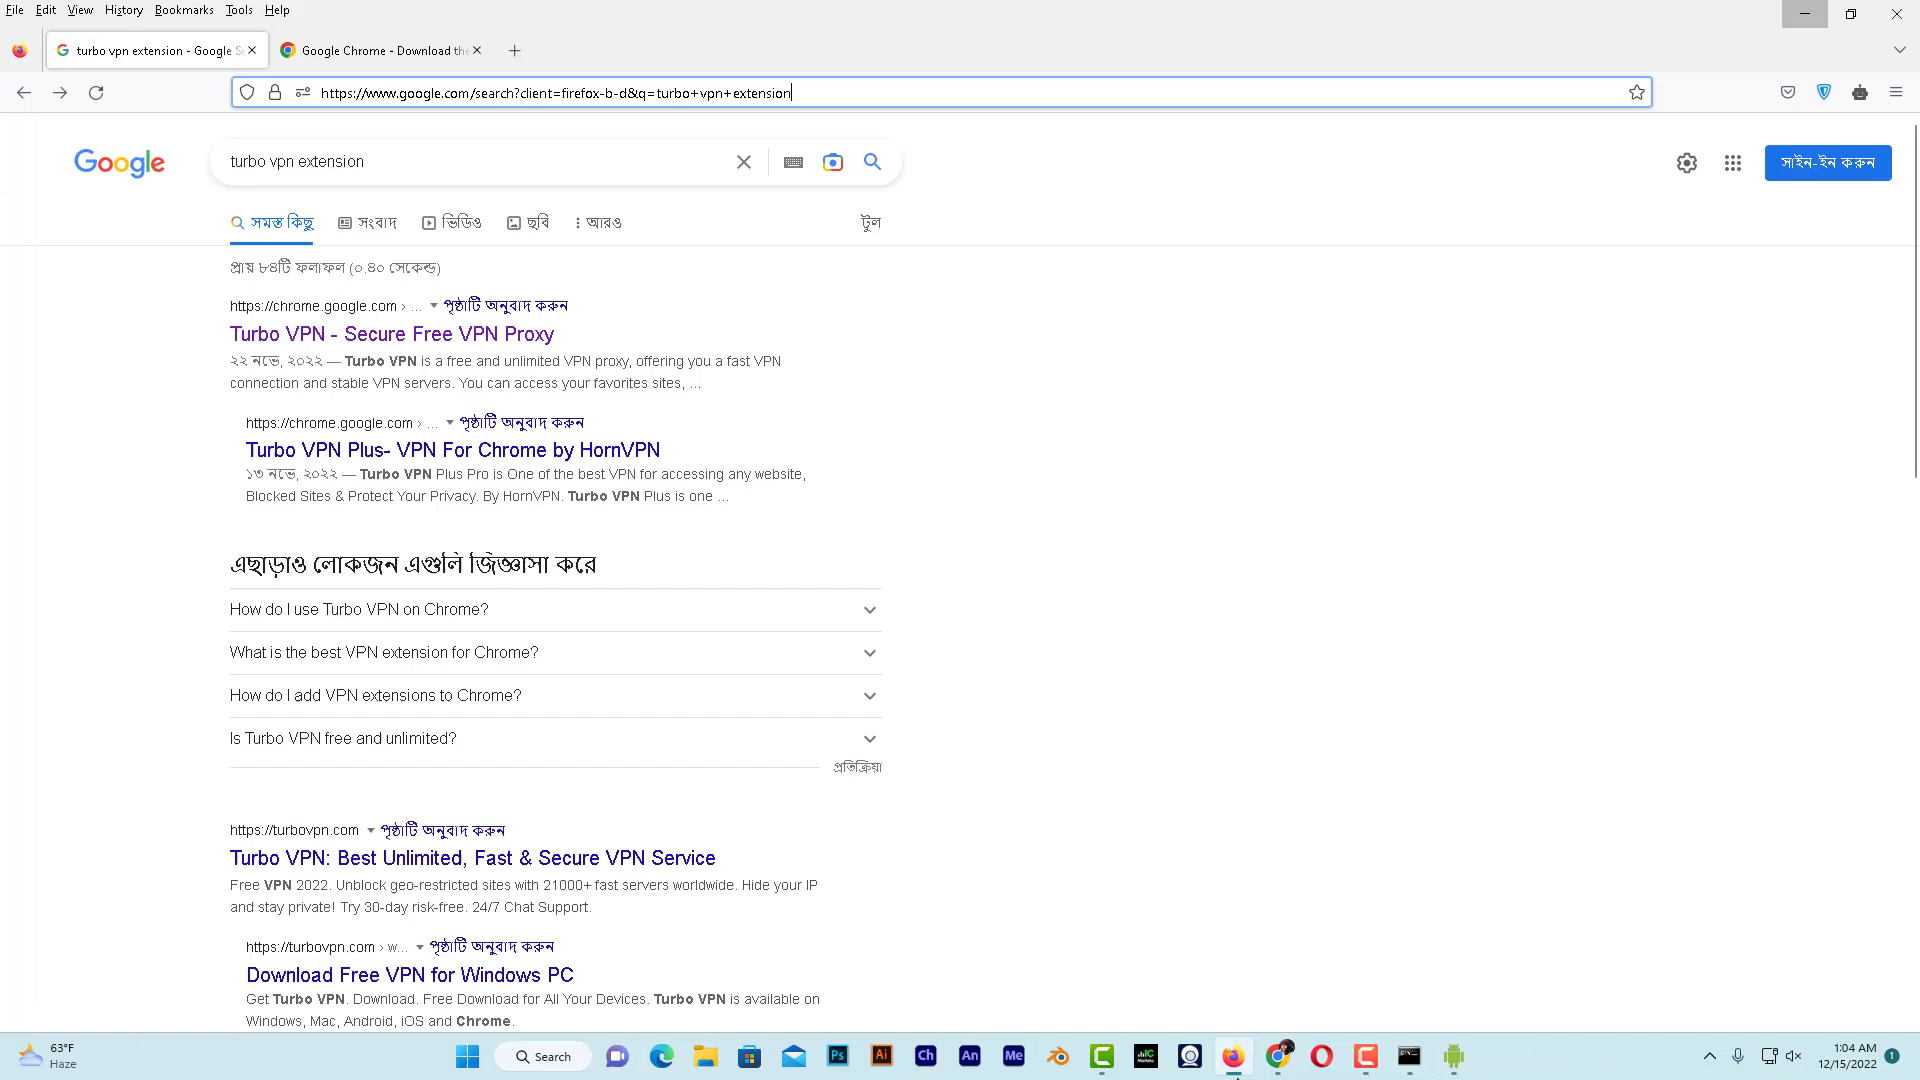 File Edit View History Bookmarks Tools Help
turbo vpn extension - Google S
Google Chrome - Download the
https://www.google.com/search?client=firefox-b-d&q=turbo+vpn+extension
Google
turbo vpn extension
সাইন-ইন করুন
সমস্ত কিছু সংবাদ ভিডিও ছবি আরও টুল
প্রায় ৮৪টি ফলাফল (০.৪০ সেকেন্ড)
https://chrome.google.com › ... পৃষ্ঠাটি অনুবাদ করুন
Turbo VPN - Secure Free VPN Proxy
২২ নভে, ২০২২ — Turbo VPN is a free and unlimited VPN proxy, offering you a fast VPN
connection and stable VPN servers. You can access your favorites sites, ...
https://chrome.google.com › ... পৃষ্ঠাটি অনুবাদ করুন
Turbo VPN Plus- VPN For Chrome by HornVPN
১৩ নভে, ২০২২ — Turbo VPN Plus Pro is One of the best VPN for accessing any website,
Blocked Sites & Protect Your Privacy. By HornVPN. Turbo VPN Plus is one ...
এছাড়াও লোকজন এগুলি জিজ্ঞাসা করে
How do I use Turbo VPN on Chrome?
What is the best VPN extension for Chrome?
How do I add VPN extensions to Chrome?
Is Turbo VPN free and unlimited?
প্রতিক্রিয়া
https://turbovpn.com পৃষ্ঠাটি অনুবাদ করুন
Turbo VPN: Best Unlimited, Fast & Secure VPN Service
Free VPN 2022. Unblock geo-restricted sites with 21000+ fast servers worldwide. Hide your IP
and stay private! Try 30-day risk-free. 24/7 Chat Support.
https://turbovpn.com › w... পৃষ্ঠাটি অনুবাদ করুন
Download Free VPN for Windows PC
Get Turbo VPN. Download. Free Download for All Your Devices. Turbo VPN is available on
Windows, Mac, Android, iOS and Chrome.
63°F
Haze
Search
Ps Ai Ch An Me
1:04 AM
12/15/2022
1